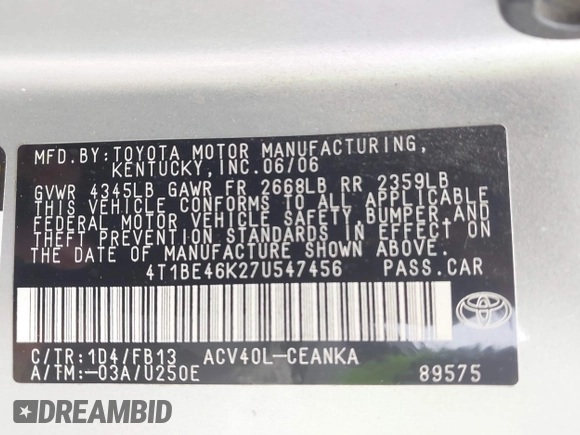 MFD.BY:TOYOTA MOTOR MANUFACTURING,
KENTUCKY,INC.06/06
GVWR 4345LB GAWR FR 2668LB RR 2359LB
THIS VEHICLE CONFORMS TO ALL APPLICABLE
FEDERAL MOTOR VEHICLE SAFETY,BUMPER,AND
THEFT PREVENTION STANDARDS IN EFFECT ON
THE DATE OF MANUFACTURE SHOWN ABOVE.
4T1BE46K27U547456 PASS.CAR
C/TR:1D4/FB13 ACV40L-CEANKA
A/TM:-03A/U250E 89575
DREAMBID